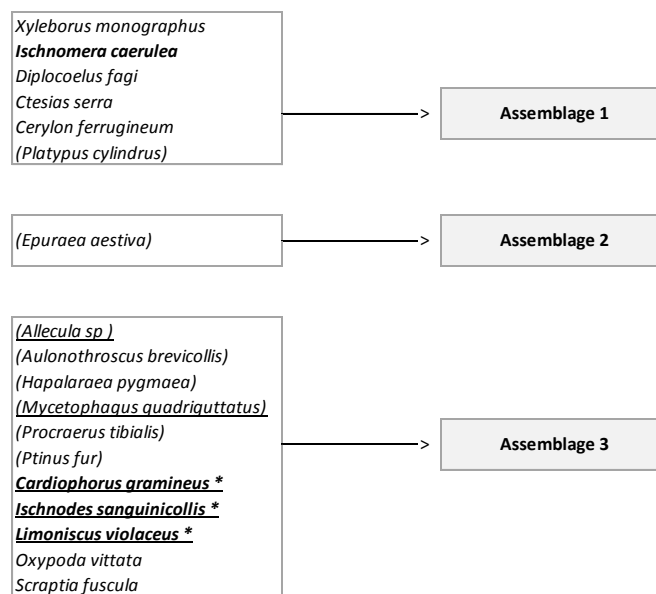 Xyleborus monographus
Ischnomera caerulea
Diplocoelus fagi
Ctesias serra
Cerylon ferrugineum
(Platypus cylindrus)
Assemblage 1
(Epuraea aestiva)
Assemblage 2
(Allecula sp )
(Aulonothroscus brevicollis)
(Hapalaraea pygmaea)
(Mycetophagus quadriguttatus)
(Procraerus tibialis)
(Ptinus fur)
Cardiophorus gramineus *
Ischnodes sanguinicollis *
Limoniscus violaceus *
Oxypoda vittata
Scraptia fuscula
Assemblage 3